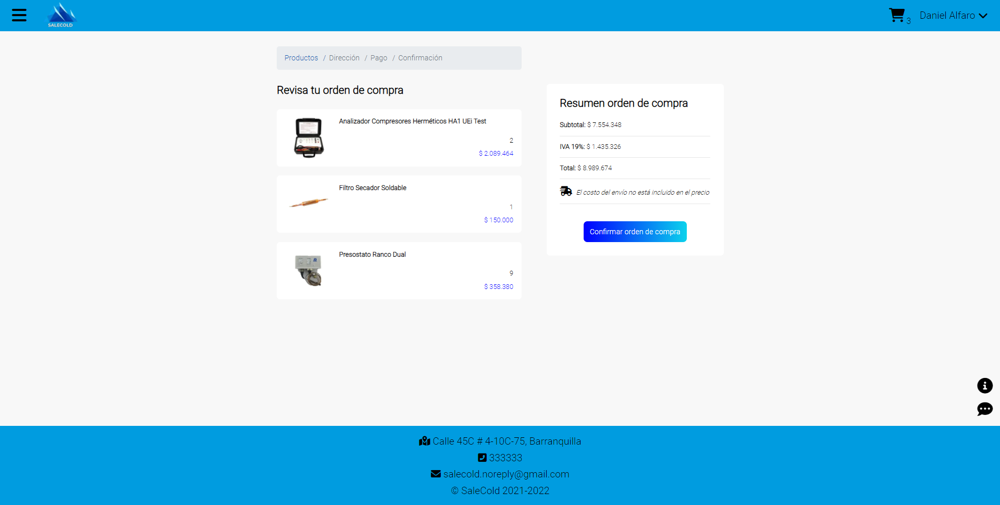 SALECOLD
3
Daniel Alfaro
Productos / Dirección / Pago / Confirmación
Revisa tu orden de compra
Analizador Compresores Herméticos HA1 UEi Test
2
$ 2.089.464
Filtro Secador Soldable
1
$ 150.000
Presostato Ranco Dual
9
$ 358.380
Resumen orden de compra
Subtotal: $ 7.554.348
IVA 19%: $ 1.435.326
Total: $ 8.989.674
El costo del envío no está incluido en el precio
Confirmar orden de compra
Calle 45C # 4-10C-75, Barranquilla
333333
salecold.noreply@gmail.com
© SaleCold 2021-2022